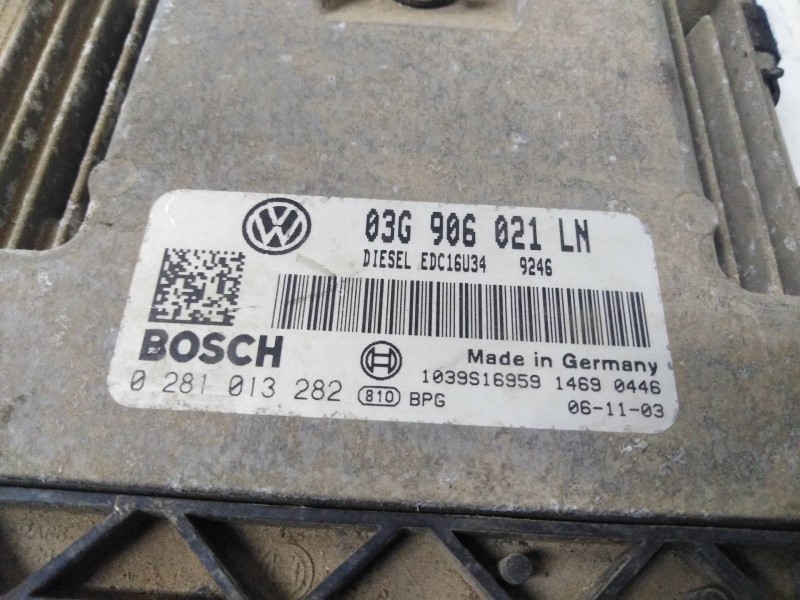 03G 906 021 LN
DIESEL EDC16U34 9246
BOSCH
Made in Germany
0 281 013 282 810 BPG
1039S16959 1469 0446
06-11-03